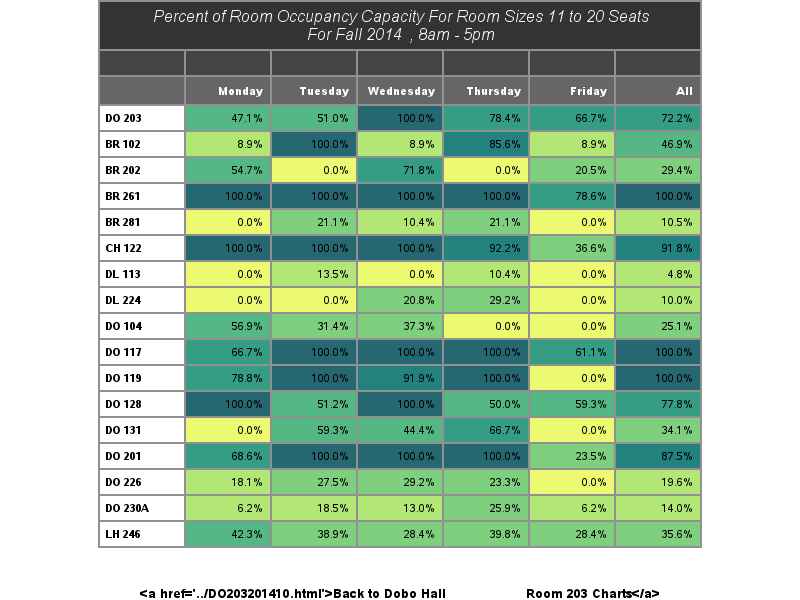 Percent of Room Occupancy Capacity For Room Sizes 11 to 20 Seats
For Fall 2014 , 8am - 5pm
Monday Tuesday Wednesday Thursday Friday All
DO 203 47.1% 51.0% 100.0% 78.4% 66.7% 72.2%
BR 102 8.9% 100.0% 8.9% 85.6% 8.9% 46.9%
BR 202 54.7% 0.0% 71.8% 0.0% 20.5% 29.4%
BR 261 100.0% 100.0% 100.0% 100.0% 78.6% 100.0%
BR 281 0.0% 21.1% 10.4% 21.1% 0.0% 10.5%
CH 122 100.0% 100.0% 100.0% 92.2% 36.6% 91.8%
DL 113 0.0% 13.5% 0.0% 10.4% 0.0% 4.8%
DL 224 0.0% 0.0% 20.8% 29.2% 0.0% 10.0%
DO 104 56.9% 31.4% 37.3% 0.0% 0.0% 25.1%
DO 117 66.7% 100.0% 100.0% 100.0% 61.1% 100.0%
DO 119 78.8% 100.0% 91.9% 100.0% 0.0% 100.0%
DO 128 100.0% 51.2% 100.0% 50.0% 59.3% 77.8%
DO 131 0.0% 59.3% 44.4% 66.7% 0.0% 34.1%
DO 201 68.6% 100.0% 100.0% 100.0% 23.5% 87.5%
DO 226 18.1% 27.5% 29.2% 23.3% 0.0% 19.6%
DO 230A 6.2% 18.5% 13.0% 25.9% 6.2% 14.0%
LH 246 42.3% 38.9% 28.4% 39.8% 28.4% 35.6%
<a href='../DO203201410.html'>Back to Dobo Hall Room 203 Charts</a>